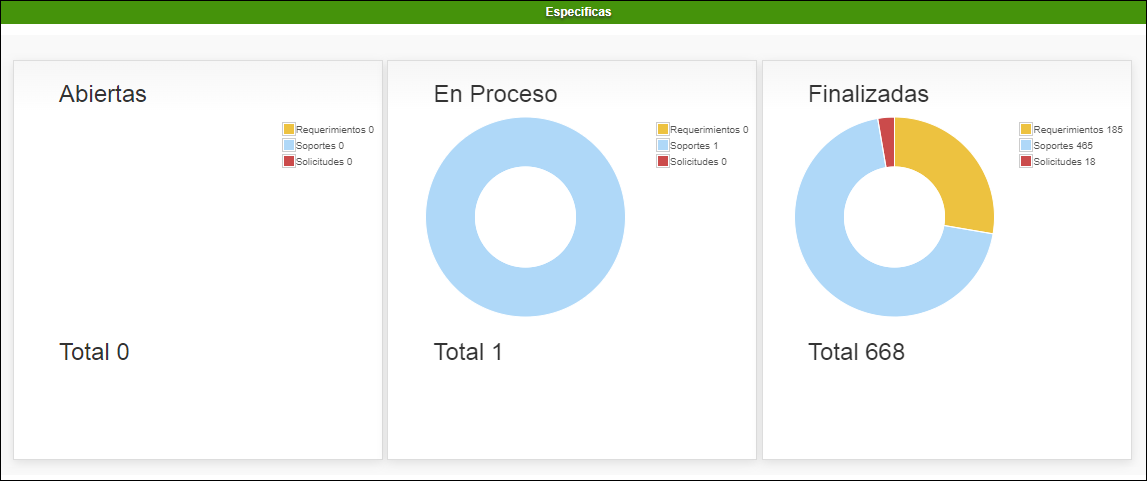 Especificas
Abiertas
Requerimientos 0
Soportes 0
Solicitudes 0
Total 0
En Proceso
Requerimientos 0
Soportes 1
Solicitudes 0
Total 1
Finalizadas
Requerimientos 185
Soportes 465
Solicitudes 18
Total 668